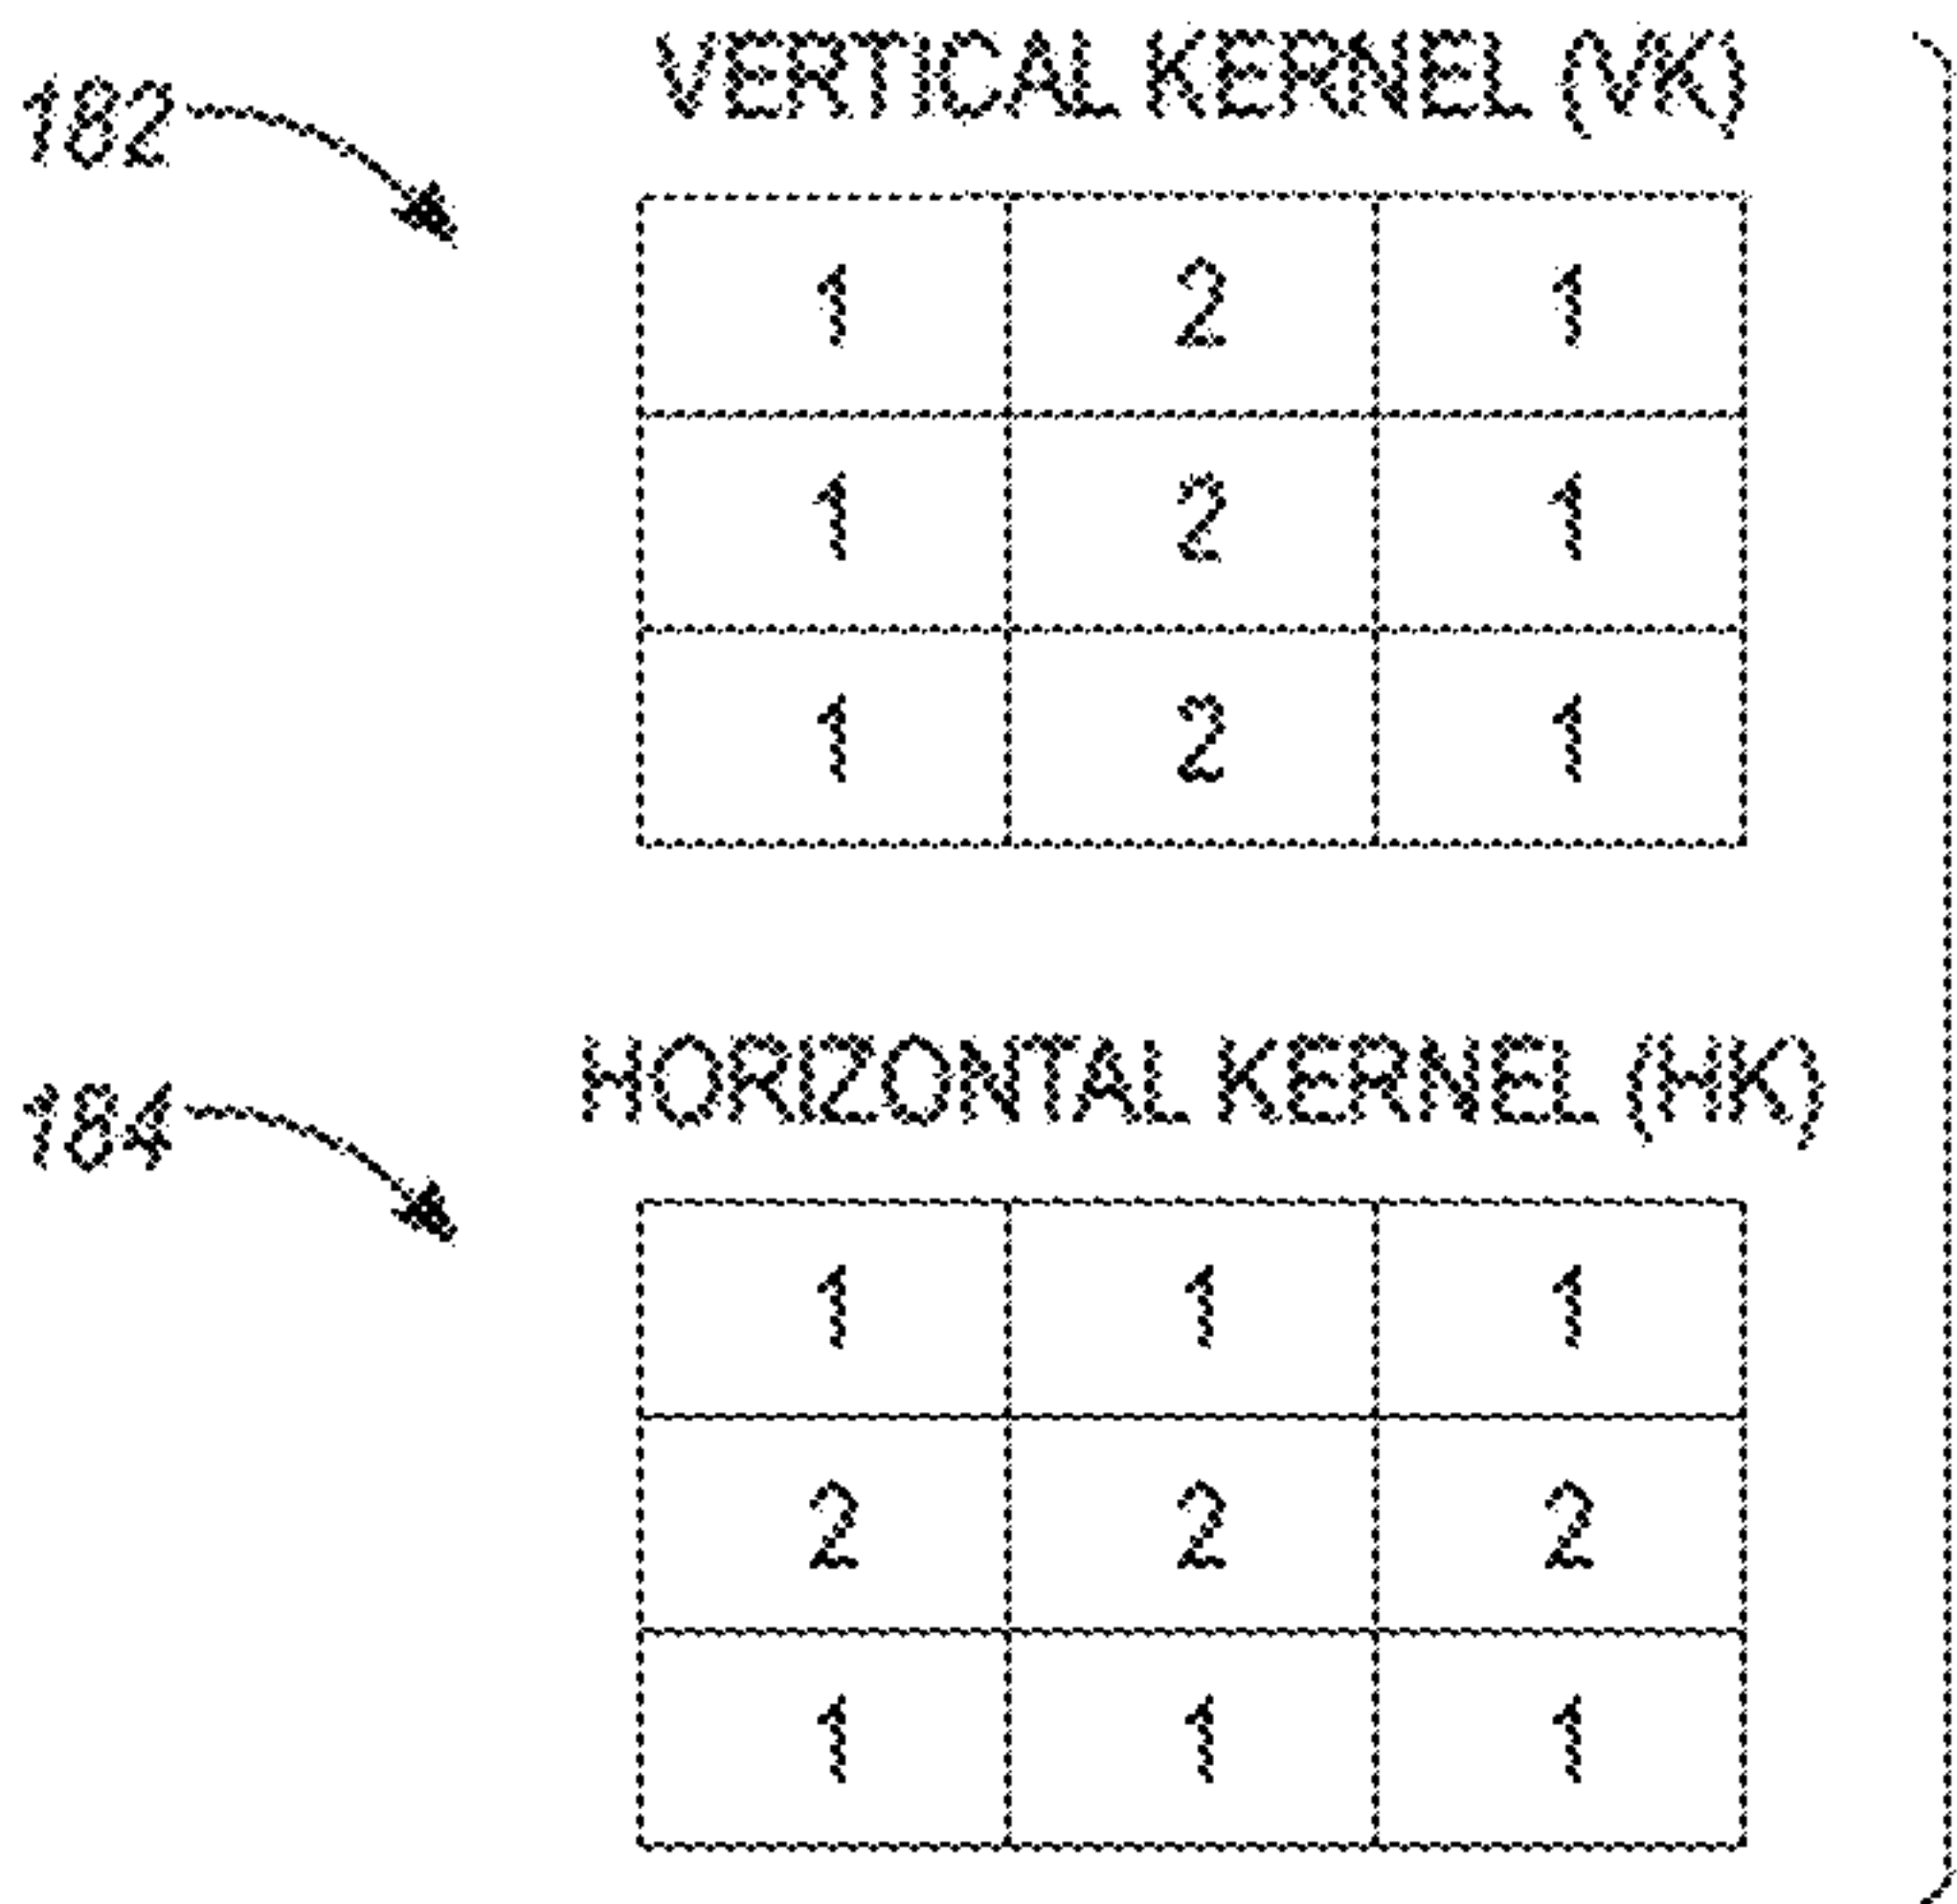 VERTICAL KERNEL (VK)
182
1 2 1
1 2 1
1 2 1
HORIZONTAL KERNEL (HK)
184
1 1 1
2 2 2
1 1 1